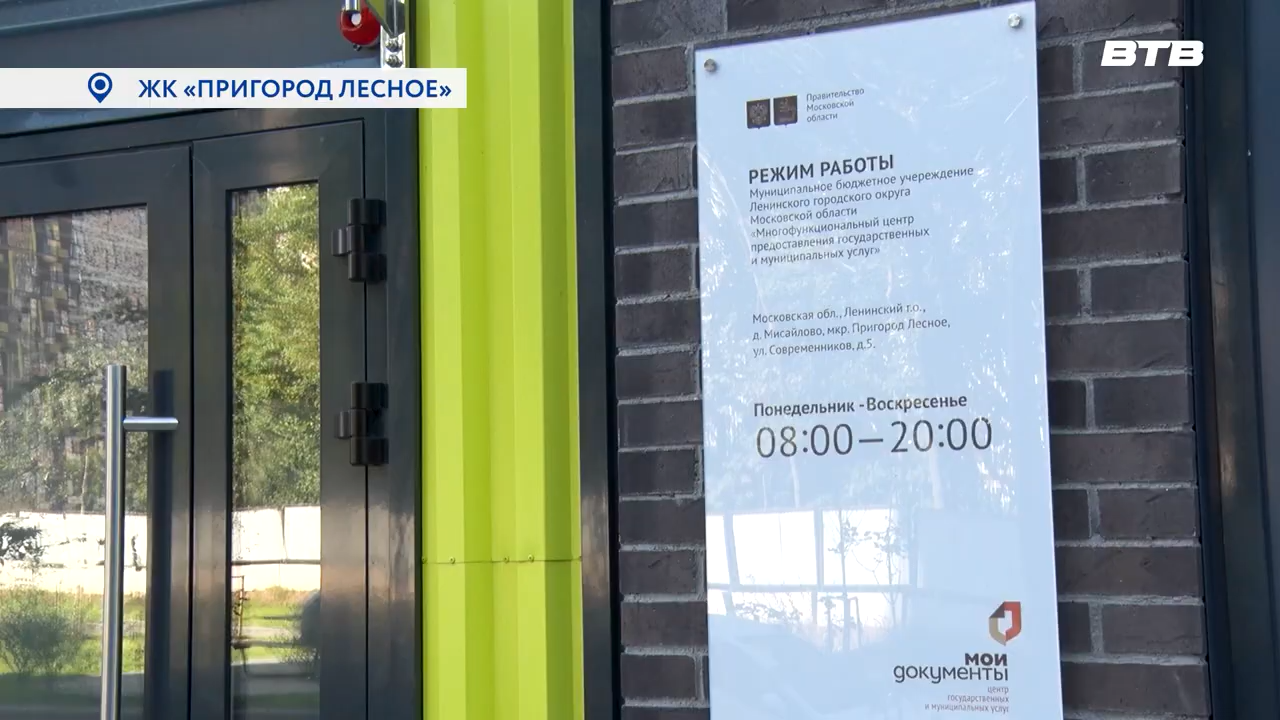 ЖК «ПРИГОРОД ЛЕСНОЕ»
ВТВ
Правительство
Московской
области
РЕЖИМ РАБОТЫ
Муниципальное бюджетное учереждение
Ленинского городского округа
Московской области
«Многофункциональный центр
предоставления государственных
и муниципальных услуг»
Московская обл., Ленинский г.о.,
д. Мисайлово, мкр. Пригород Лесное,
ул. Современников, д.5.
Понедельник - Воскресенье
08:00—20:00
мои
документы
центр
государственных
и муниципальных услуг